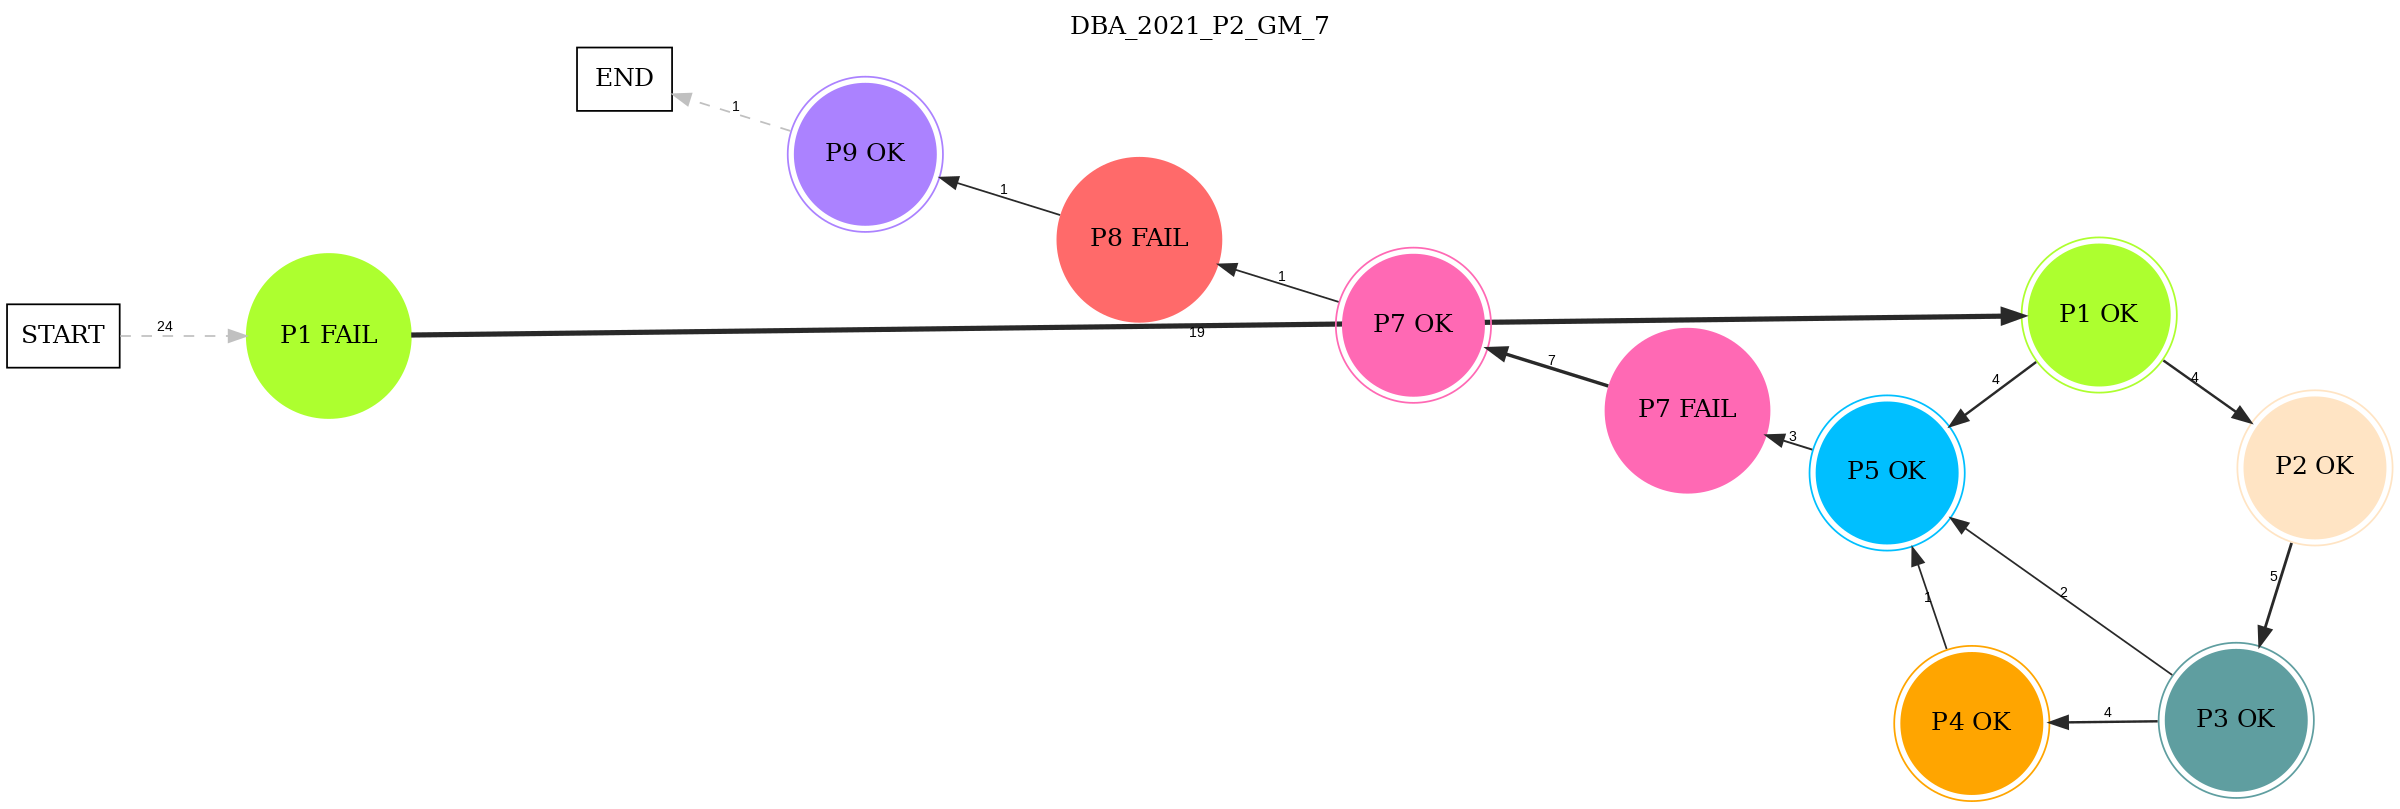 DBA_2021_P2_GM_7
END
1
P9 OK
1
P8 FAIL
1
START
24
P1 FAIL
19
P7 OK
7
P7 FAIL
3
P5 OK
4
P1 OK
4
P2 OK
5
2
1
P4 OK
4
P3 OK